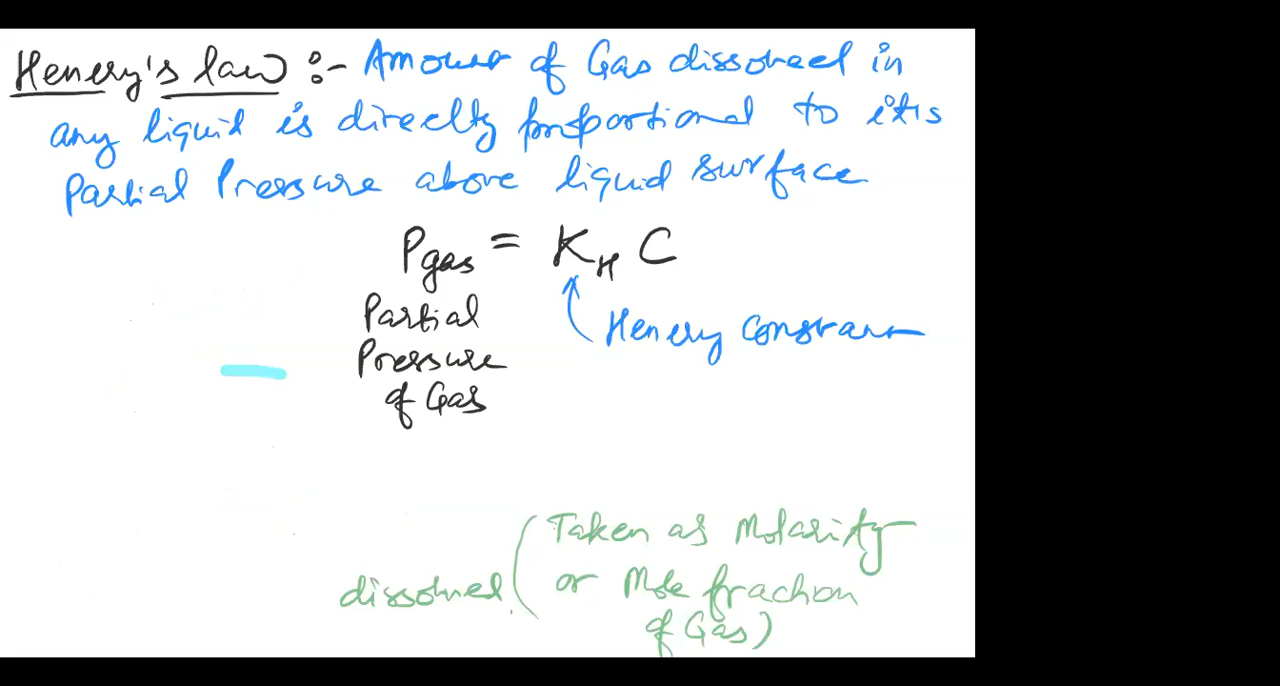 Henery's law :- Amount of Gas dissolved in
any liquid is directly proportional to it's
Partial Pressure above liquid surface
Pgas = KH C
Partial
Pressure
of Gas
Henery constant
Taken as Molarity
dissolved ( or Mole fraction
of Gas)